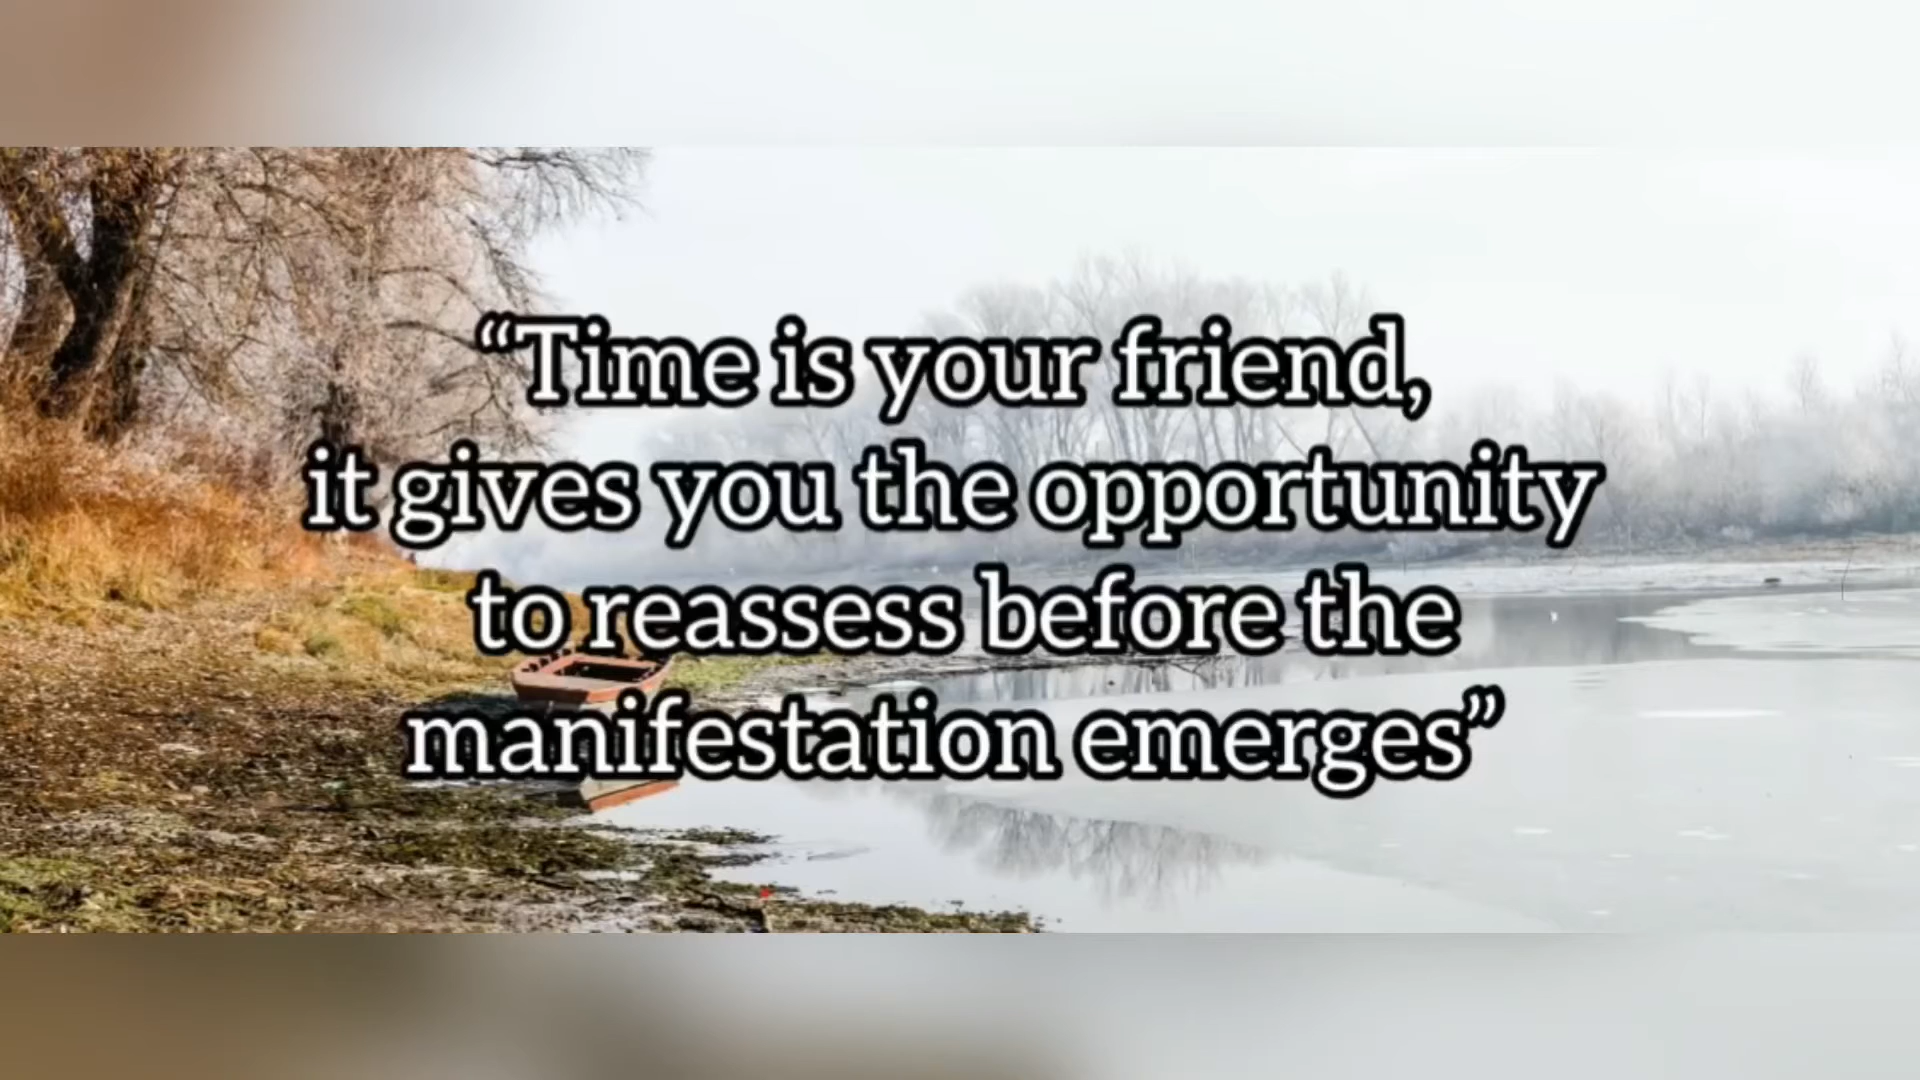 “Time is your friend,
it gives you the opportunity
to reassess before the
manifestation emerges”